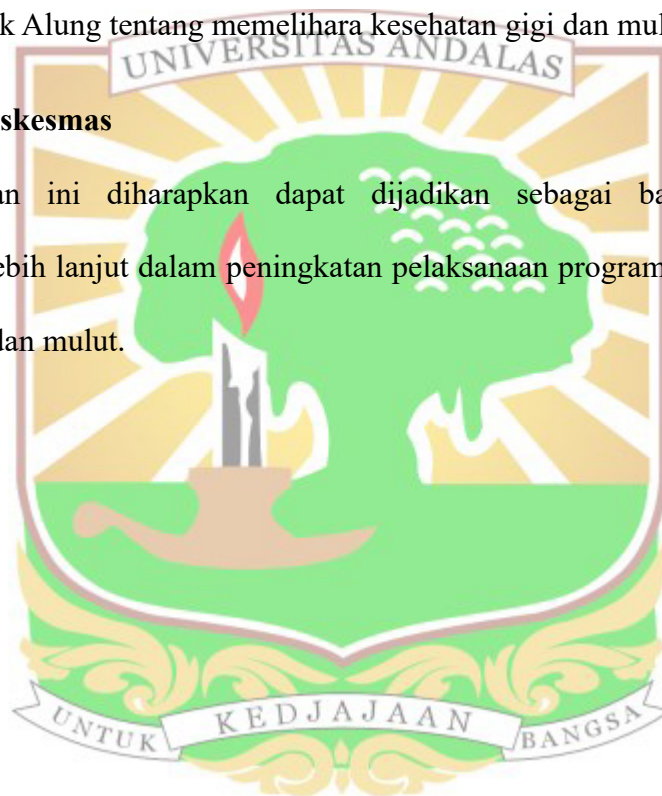 k Alung tentang memelihara kesehatan gigi dan mul
UNIVERSITAS ANDALAS
skesmas
an ini diharapkan dapat dijadikan sebagai ba
ebih lanjut dalam peningkatan pelaksanaan program
dan mulut.
UNTUK KEDJAJAAN BANGSA